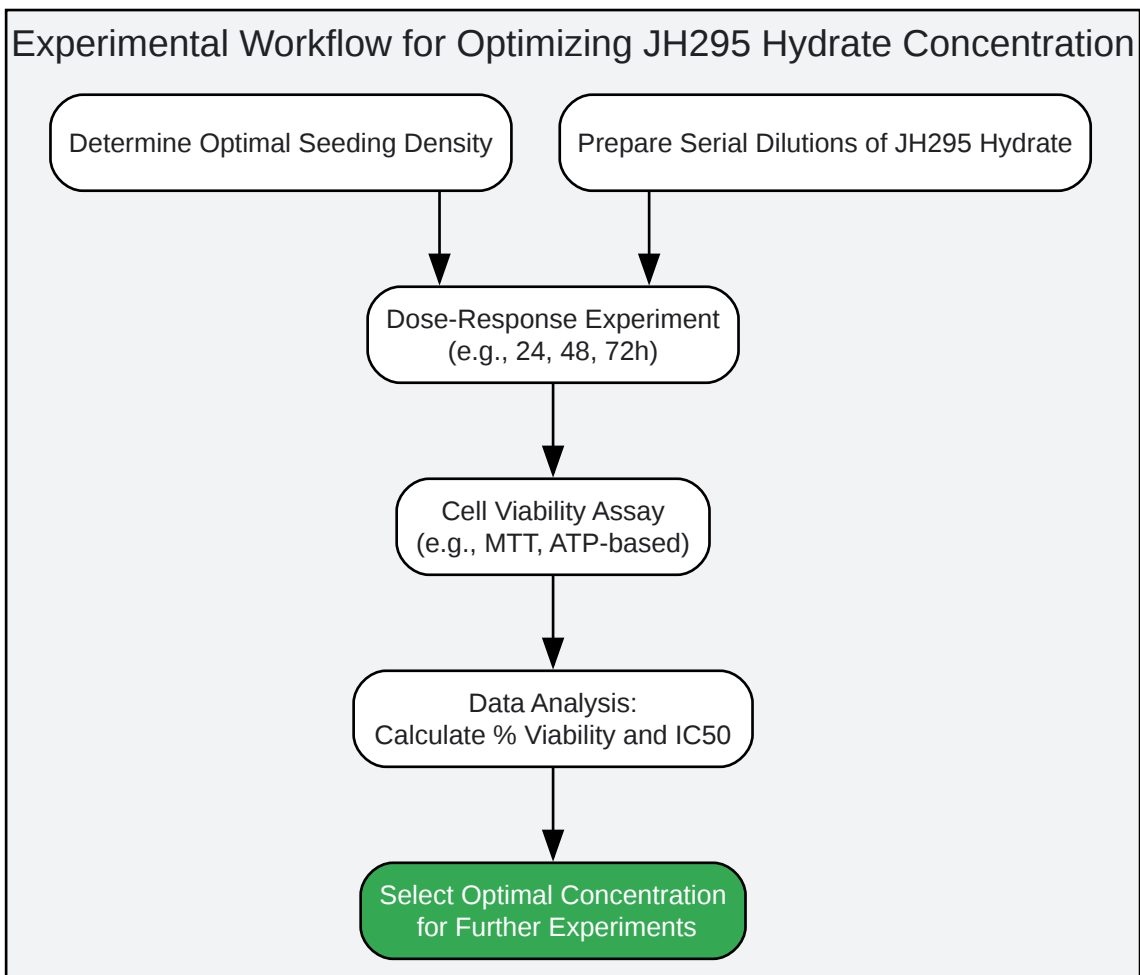 Experimental Workflow for Optimizing JH295 Hydrate Concentration
Determine Optimal Seeding Density
Prepare Serial Dilutions of JH295 Hydrate
Dose-Response Experiment
(e.g., 24, 48, 72h)
Cell Viability Assay
(e.g., MTT, ATP-based)
Data Analysis:
Calculate % Viability and IC50
Select Optimal Concentration
for Further Experiments